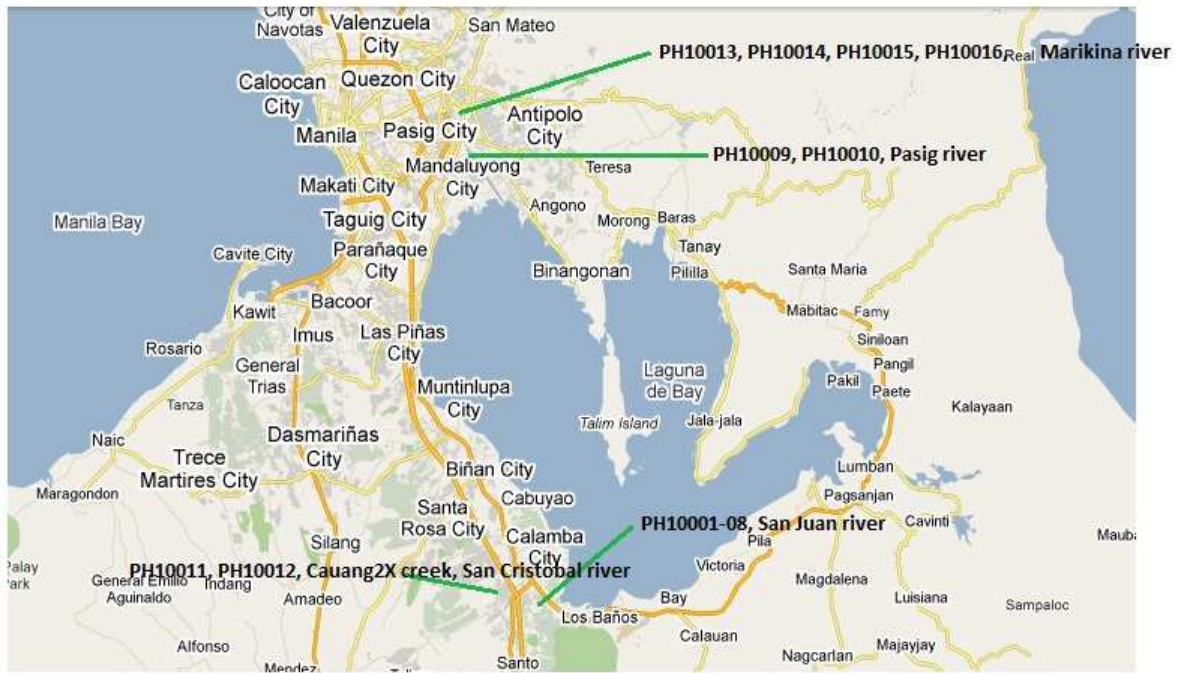 City of
Navotas
Valenzuela
City
San Mateo
PH10013, PH10014, PH10015, PH10016, Real Marikina river
Caloocan
City
Quezon City
Antipolo
City
Manila
Pasig City
PH10009, PH10010, Pasig river
Mandaluyong
City
Teresa
Makati City
Angono
Morong
Baras
Manila Bay
Taguig City
Tanay
Cavite City
Parañaque
City
Binangonan
Pililla
Santa Maria
Kawit
Bacoor
Mabitac
Famy
Imus
Las Piñas
City
Siniloan
Rosario
General
Trias
Laguna
de Bay
Pangil
Pakil
Paete
Muntinlupa
City
Tanza
Kalayaan
Talim Island
Jala-jala
Naic
Dasmariñas
City
Trece
Martires City
Biñan City
Lumban
Maragondon
Cabuyao
Pagsanjan
Santa
Rosa City
PH10001-08, San Juan river
Cavinti
Calamba
City
Silang
Pila
Victoria
Palay
Park
PH10011, PH10012, Cauang2X creek, San Cristobal river
General Emilio
Aguinaldo
Indang
Amadeo
Magdalena
Bay
Luisiana
Sampaloc
Los Baños
Calauan
Alfonso
Majayjay
Nagcarlan
Mendez
Santo